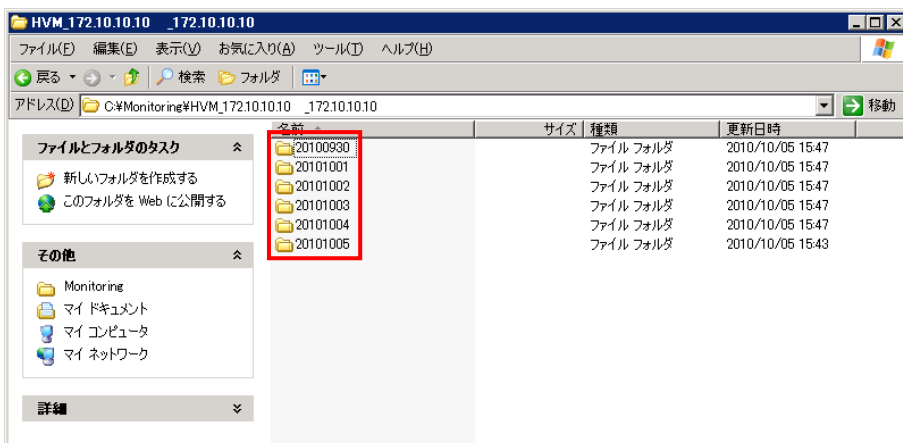 HVM_172.10.10.10 _172.10.10.10
ファイル(F) 編集(E) 表示(V) お気に入り(A) ツール(T) ヘルプ(H)
戻る 検索 フォルダ
アドレス(D) C:¥Monitoring¥HVM_172.10.10.10 _172.10.10.10 移動
名前 サイズ 種類 更新日時
ファイルとフォルダのタスク
新しいフォルダを作成する
このフォルダを Web に公開する
その他
Monitoring
マイ ドキュメント
マイ コンピュータ
マイ ネットワーク
詳細
20100930 ファイル フォルダ 2010/10/05 15:47
20101001 ファイル フォルダ 2010/10/05 15:47
20101002 ファイル フォルダ 2010/10/05 15:47
20101003 ファイル フォルダ 2010/10/05 15:47
20101004 ファイル フォルダ 2010/10/05 15:47
20101005 ファイル フォルダ 2010/10/05 15:43